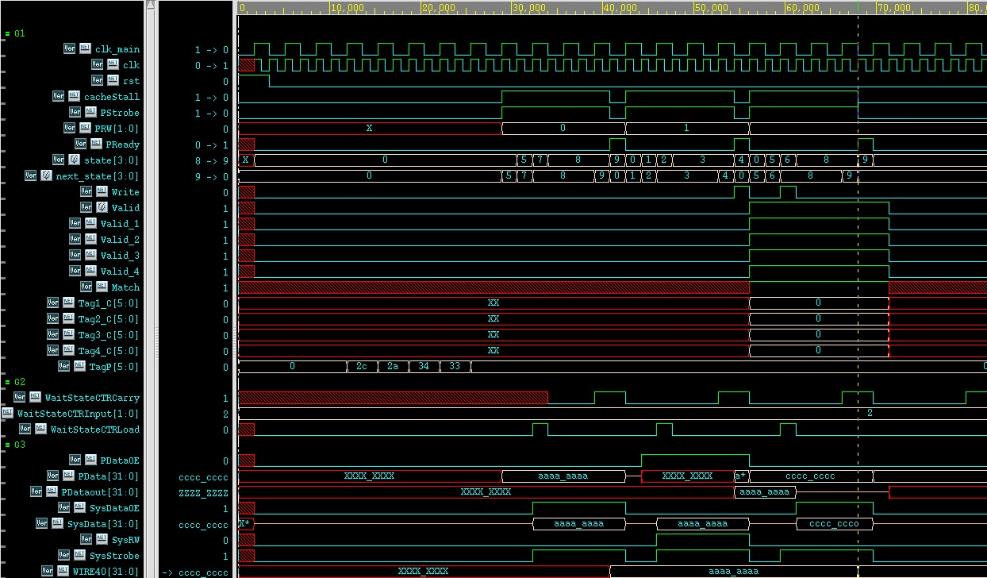 0 10,000 20,000 30,000 40,000 50,000 60,000 70,000 80,
G1
clk_main 1 -> 0
clk 0 -> 1
rst 0
cacheStall 1 -> 0
PStrobe 1 -> 0
PRW[1:0] 0 X 0 1
PReady 0 -> 1
state[3:0] 8 -> 9 X 0 5 7 8 9 0 1 2 3 4 0 5 6 8 9
next_state[3:0] 9 -> 0 0 5 7 8 9 0 1 2 3 4 0 5 6 8 9
Write 0
Valid 1
Valid_1 1
Valid_2 1
Valid_3 1
Valid_4 1
Match 1
Tag1_C[5:0] 0 XX 0
Tag2_C[5:0] 0 XX 0
Tag3_C[5:0] 0 XX 0
Tag4_C[5:0] 0 XX 0
TagP[5:0] 0 0 2c 2a 34 33 0
G2
WaitStateCTRCarry 1
WaitStateCTRInput[1:0] 2 2
WaitStateCTRLoad 0
G3
PDataOE 0
PData[31:0] cccc_cccc XXXX_XXXX aaaa_aaaa XXXX_XXXX a* cccc_cccc
PDataout[31:0] ZZZZ_ZZZZ XXXX_XXXX aaaa_aaaa
SysDataOE 1
SysData[31:0] cccc_cccc X* aaaa_aaaa aaaa_aaaa cccc_cccc
SysRW 0
SysStrobe 1
WIRE40[31:0] -> cccc_cccc XXXX_XXXX aaaa_aaaa